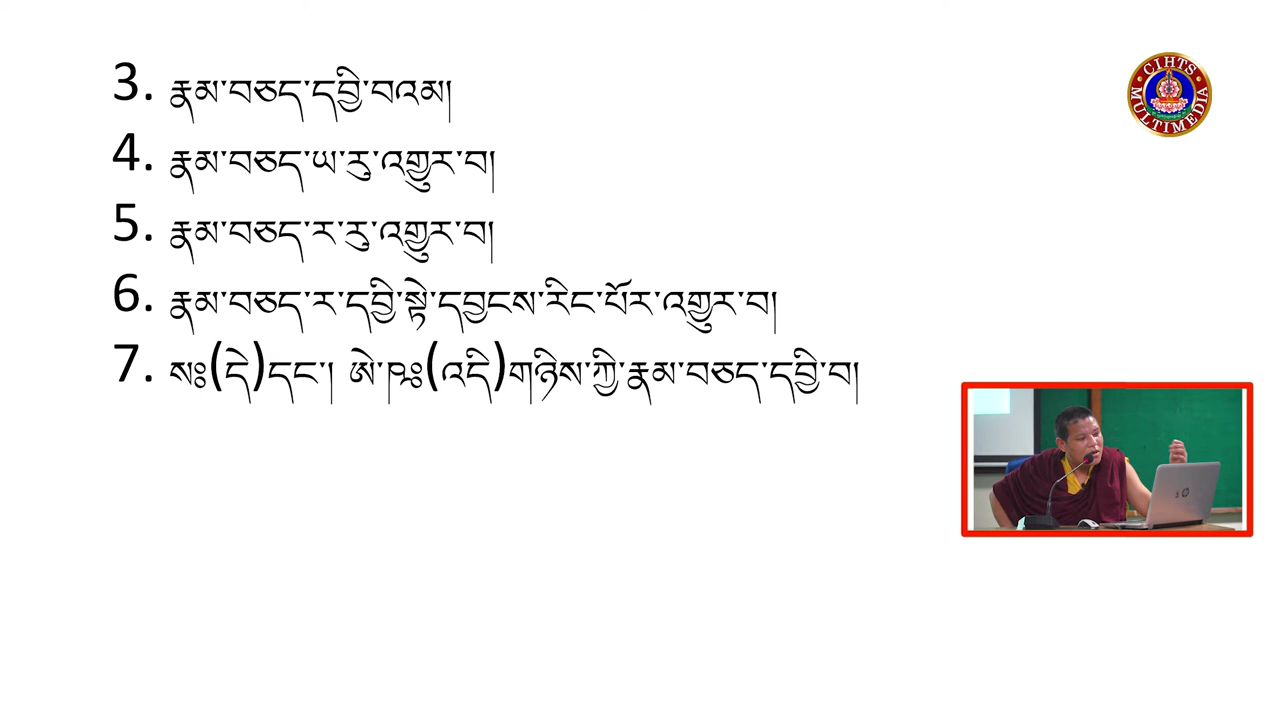 3. རྣམ་བཅད་དབྱི་བའམ།
4. རྣམ་བཅད་ཡ་རུ་འགྱུར་བ།
5. རྣམ་བཅད་ར་རུ་འགྱུར་བ།
6. རྣམ་བཅད་ར་དབྱི་སྟེ་དབྱངས་རིང་པོར་འགྱུར་བ།
7. སཿ(དེ)དང་། ཨེ་ཥཿ(འདི)གཉིས་ཀྱི་རྣམ་བཅད་དབྱི་བ།
CIHTS
MULTIMEDIA